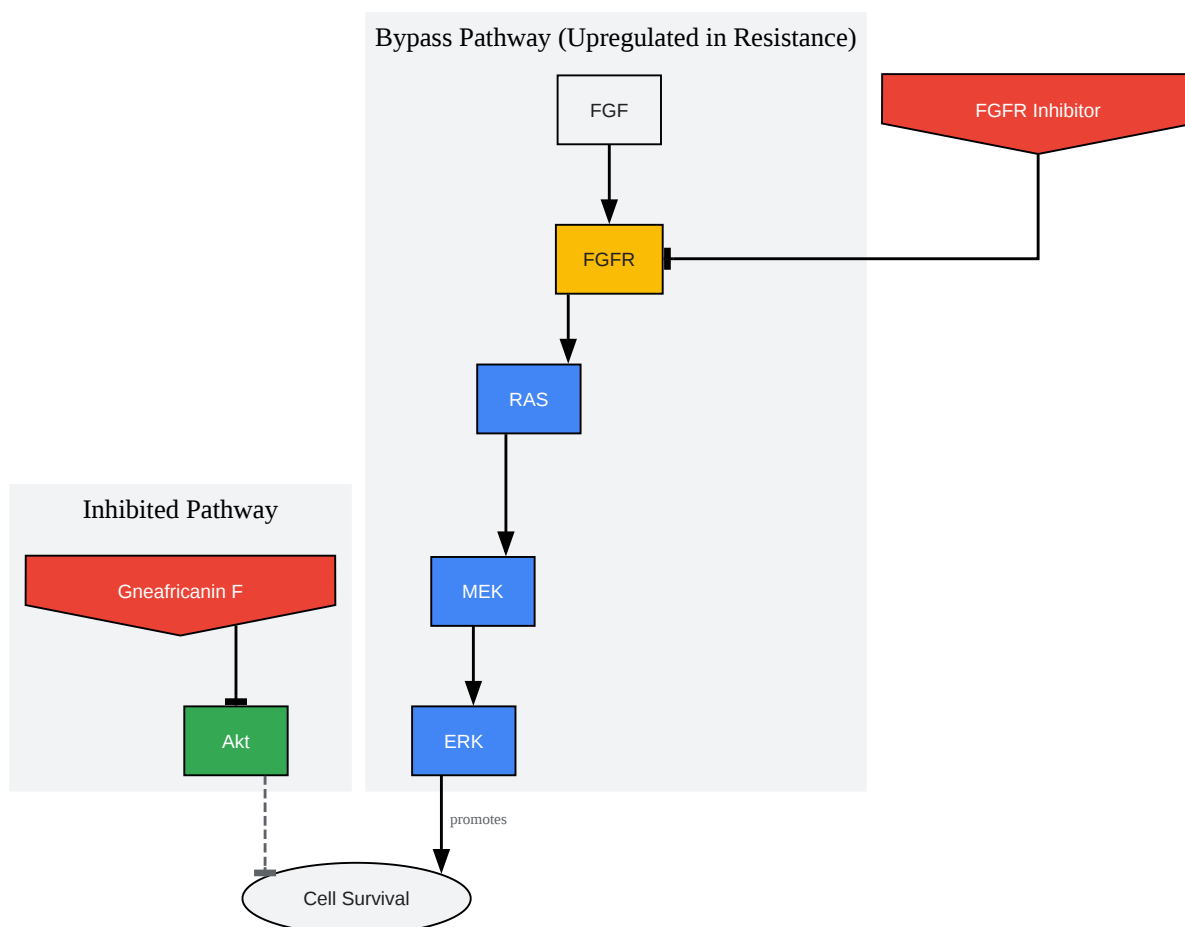 Bypass Pathway (Upregulated in Resistance)
FGF
FGFR Inhibitor
FGFR
RAS
Inhibited Pathway
Gneafricanin F
MEK
Akt
ERK
promotes
Cell Survival